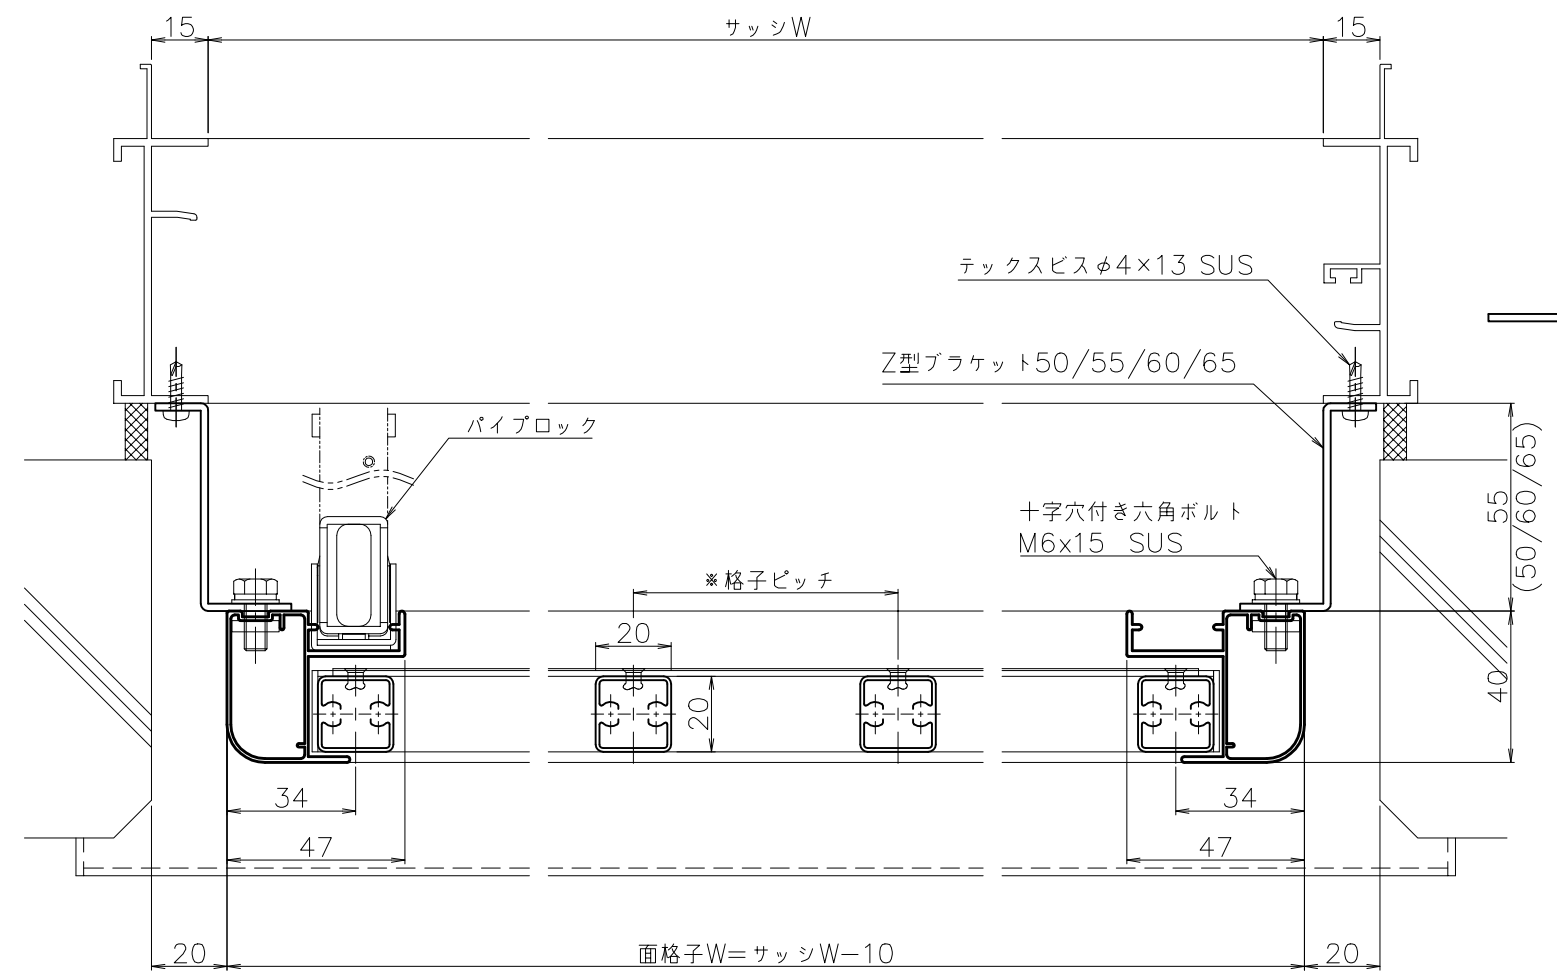 15
サッシW
15
テックスビスφ4×13 SUS
Z型ブラケット50/55/60/65
パイプロック
十字穴付き六角ボルト
M6x15 SUS
55
(50/60/65)
※格子ピッチ
20
20
40
34
34
47
47
20
面格子W=サッシW-10
20